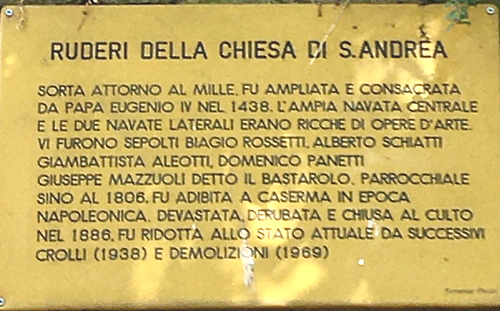 RUDERI DELLA CHIESA DI S.ANDREA
SORTA ATTORNO AL MILLE, FU AMPLIATA E CONSACRATA
DA PAPA EUGENIO IV NEL 1438. L'AMPIA NAVATA CENTRALE
E LE DUE NAVATE LATERALI ERANO RICCHE DI OPERE D'ARTE.
VI FURONO SEPOLTI BIAGIO ROSSETTI, ALBERTO SCHIATTI
GIAMBATTISTA ALEOTTI, DOMENICO PANETTI
GIUSEPPE MAZZUOLI DETTO IL BASTAROLO. PARROCCHIALE
SINO AL 1806, FU ADIBITA A CASERMA IN EPOCA
NAPOLEONICA. DEVASTATA, DERUBATA E CHIUSA AL CULTO
NEL 1886, FU RIDOTTA ALLO STATO ATTUALE DA SUCCESSIVI
CROLLI (1938) E DEMOLIZIONI (1969)